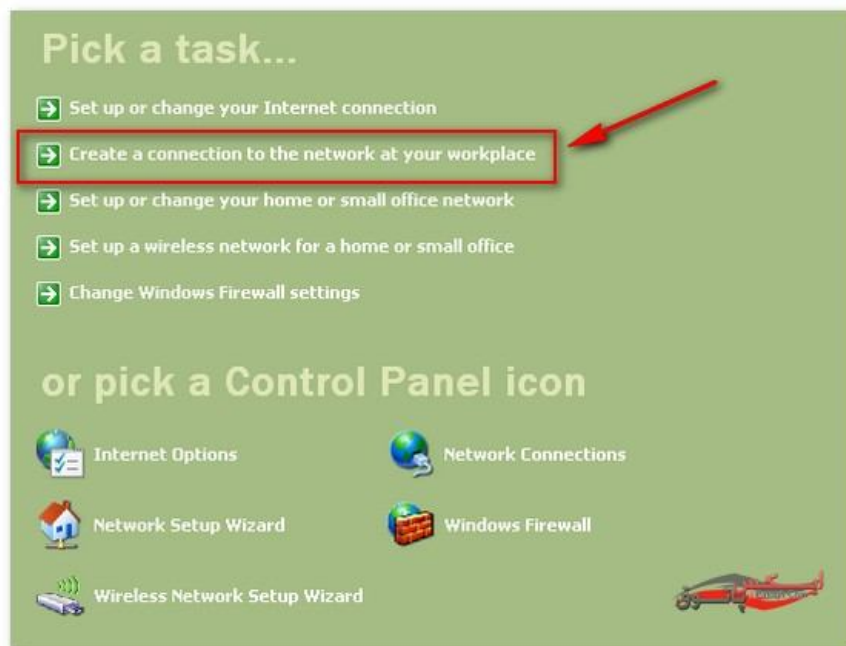 Pick a task...
Set up or change your Internet connection
Create a connection to the network at your workplace
Set up or change your home or small office network
Set up a wireless network for a home or small office
Change Windows Firewall settings
or pick a Control Panel icon
Internet Options
Network Connections
Network Setup Wizard
Windows Firewall
Wireless Network Setup Wizard